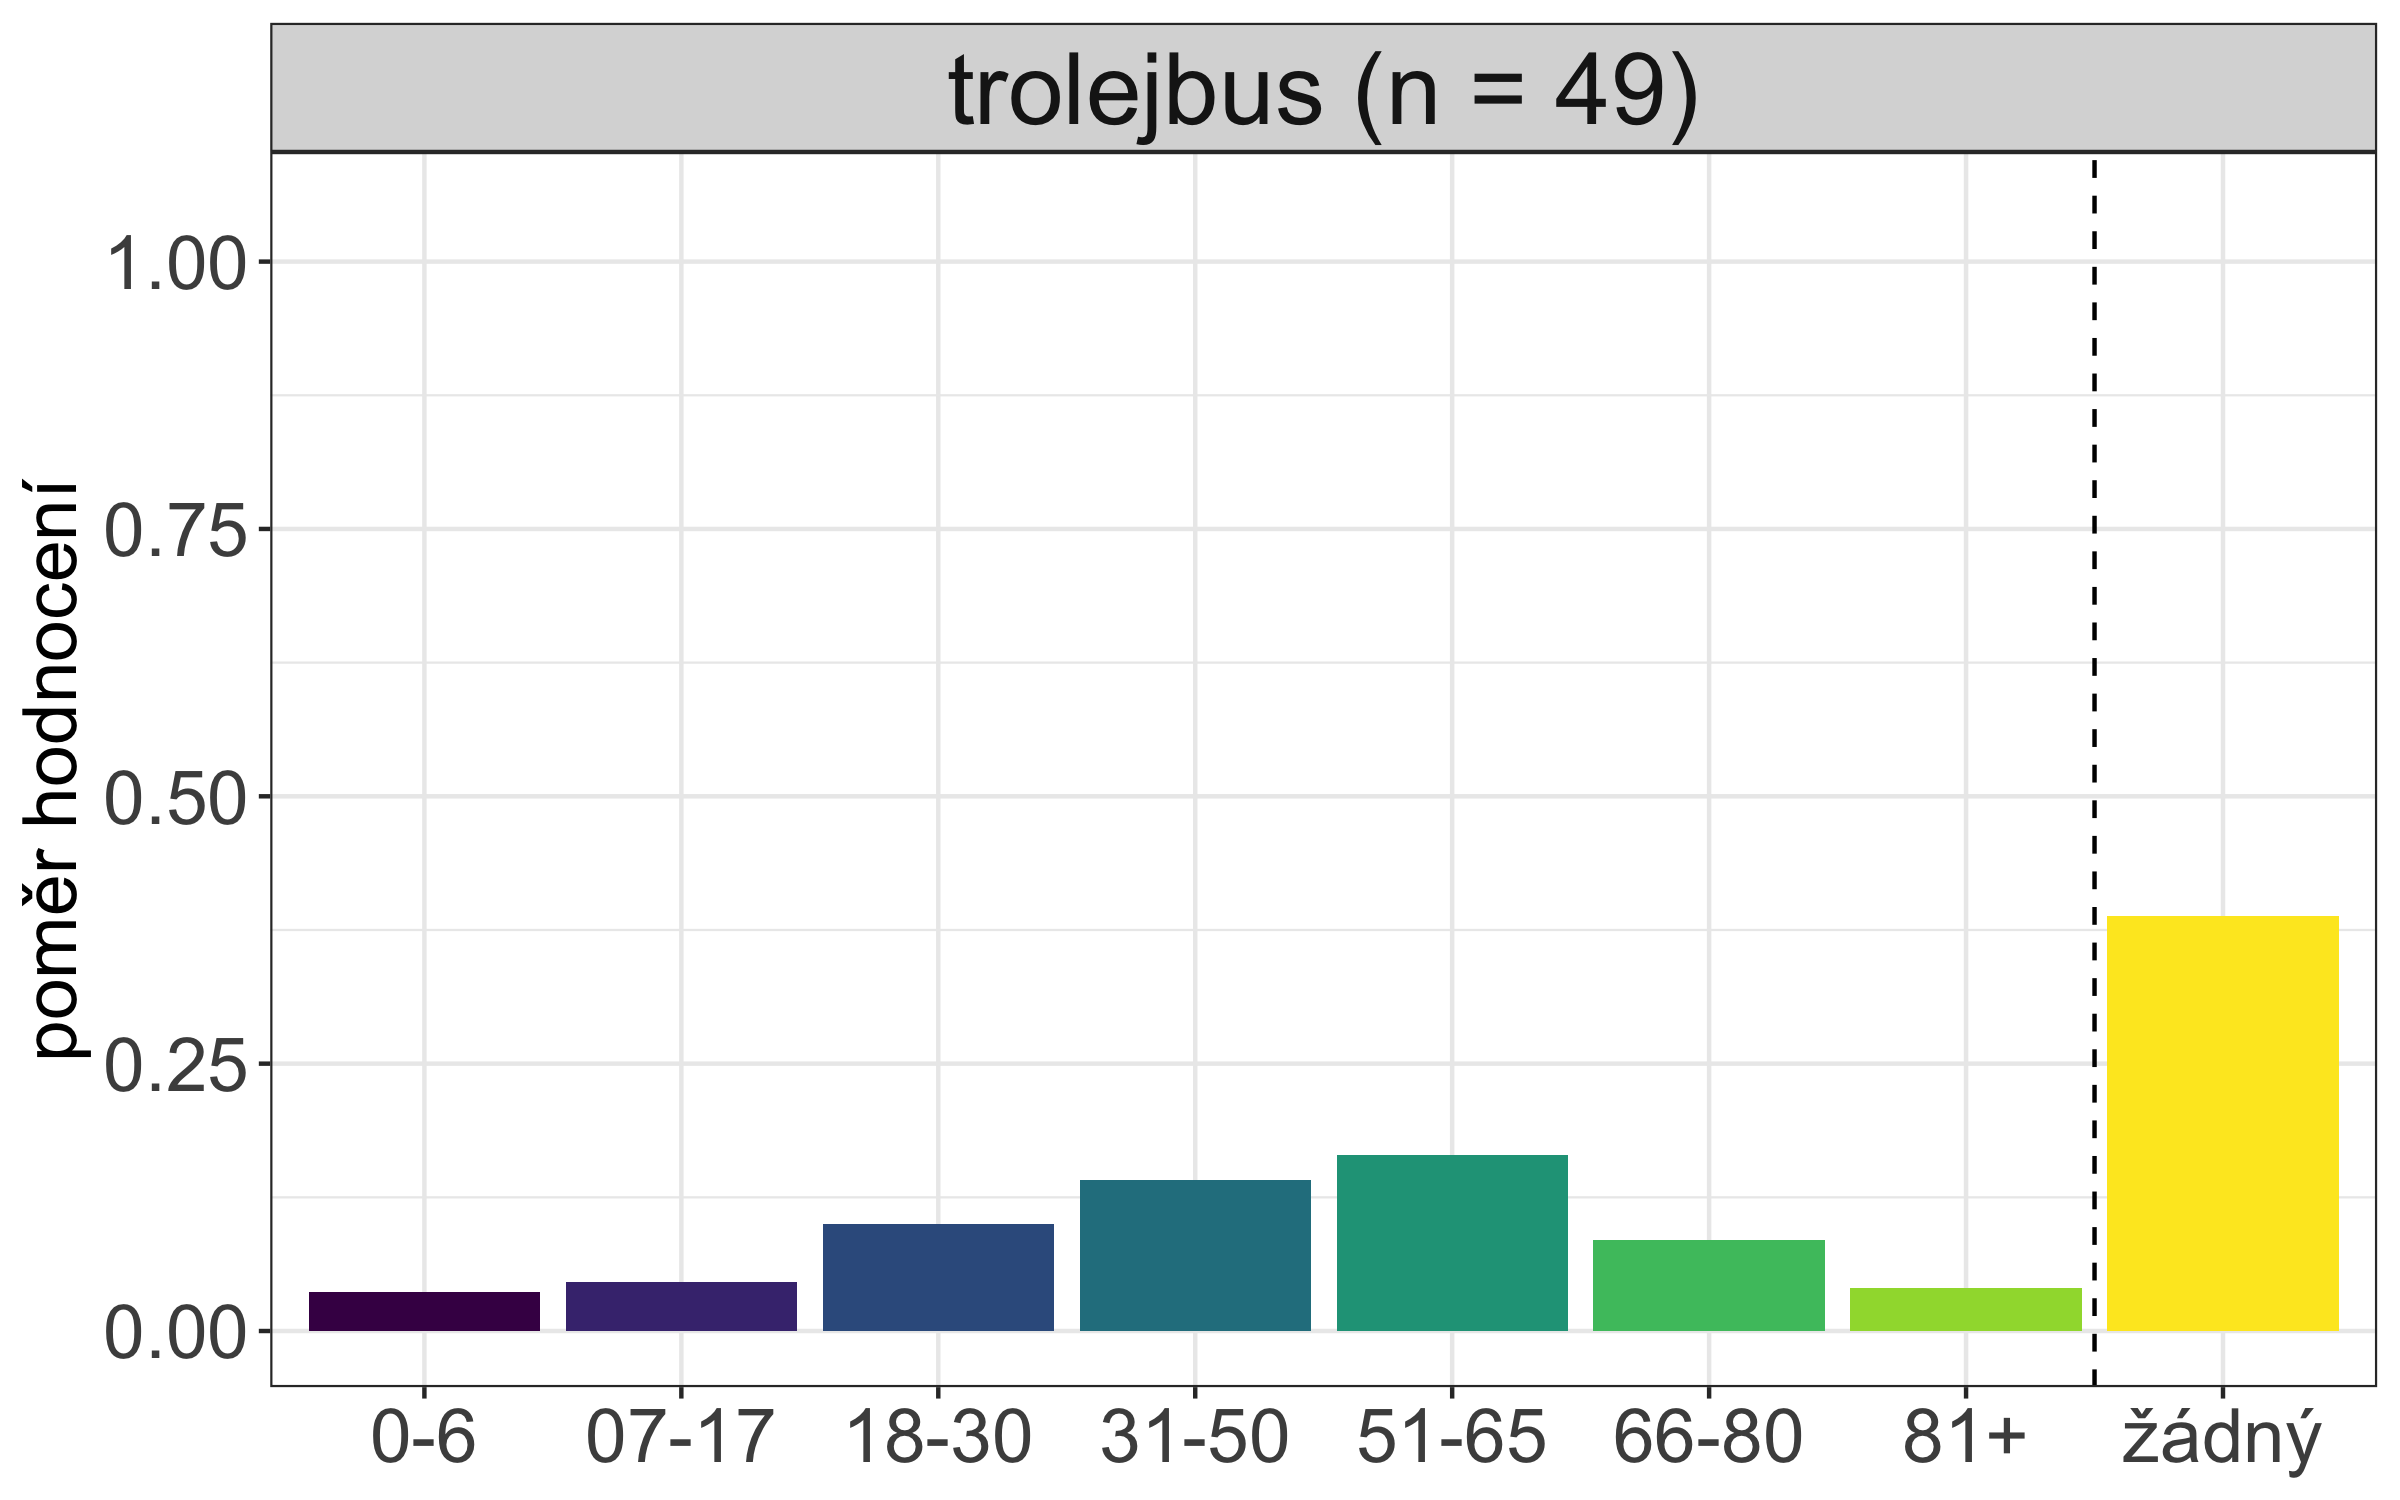 trolejbus (n = 49)
poměr hodnocení
1.00
0.75
0.50
0.25
0.00
0-6 07-17 18-30 31-50 51-65 66-80 81+ žádný